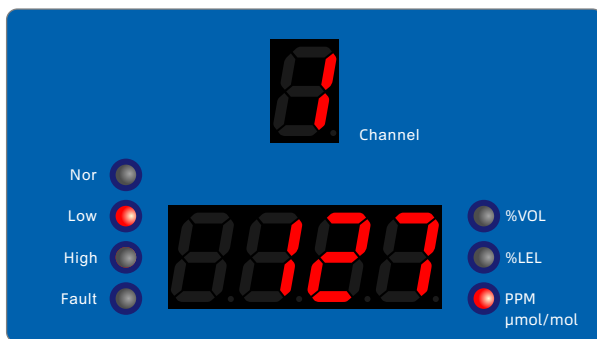 1
Channel
Nor
Low
High
Fault
127
%VOL
%LEL
PPM
µmol/mol